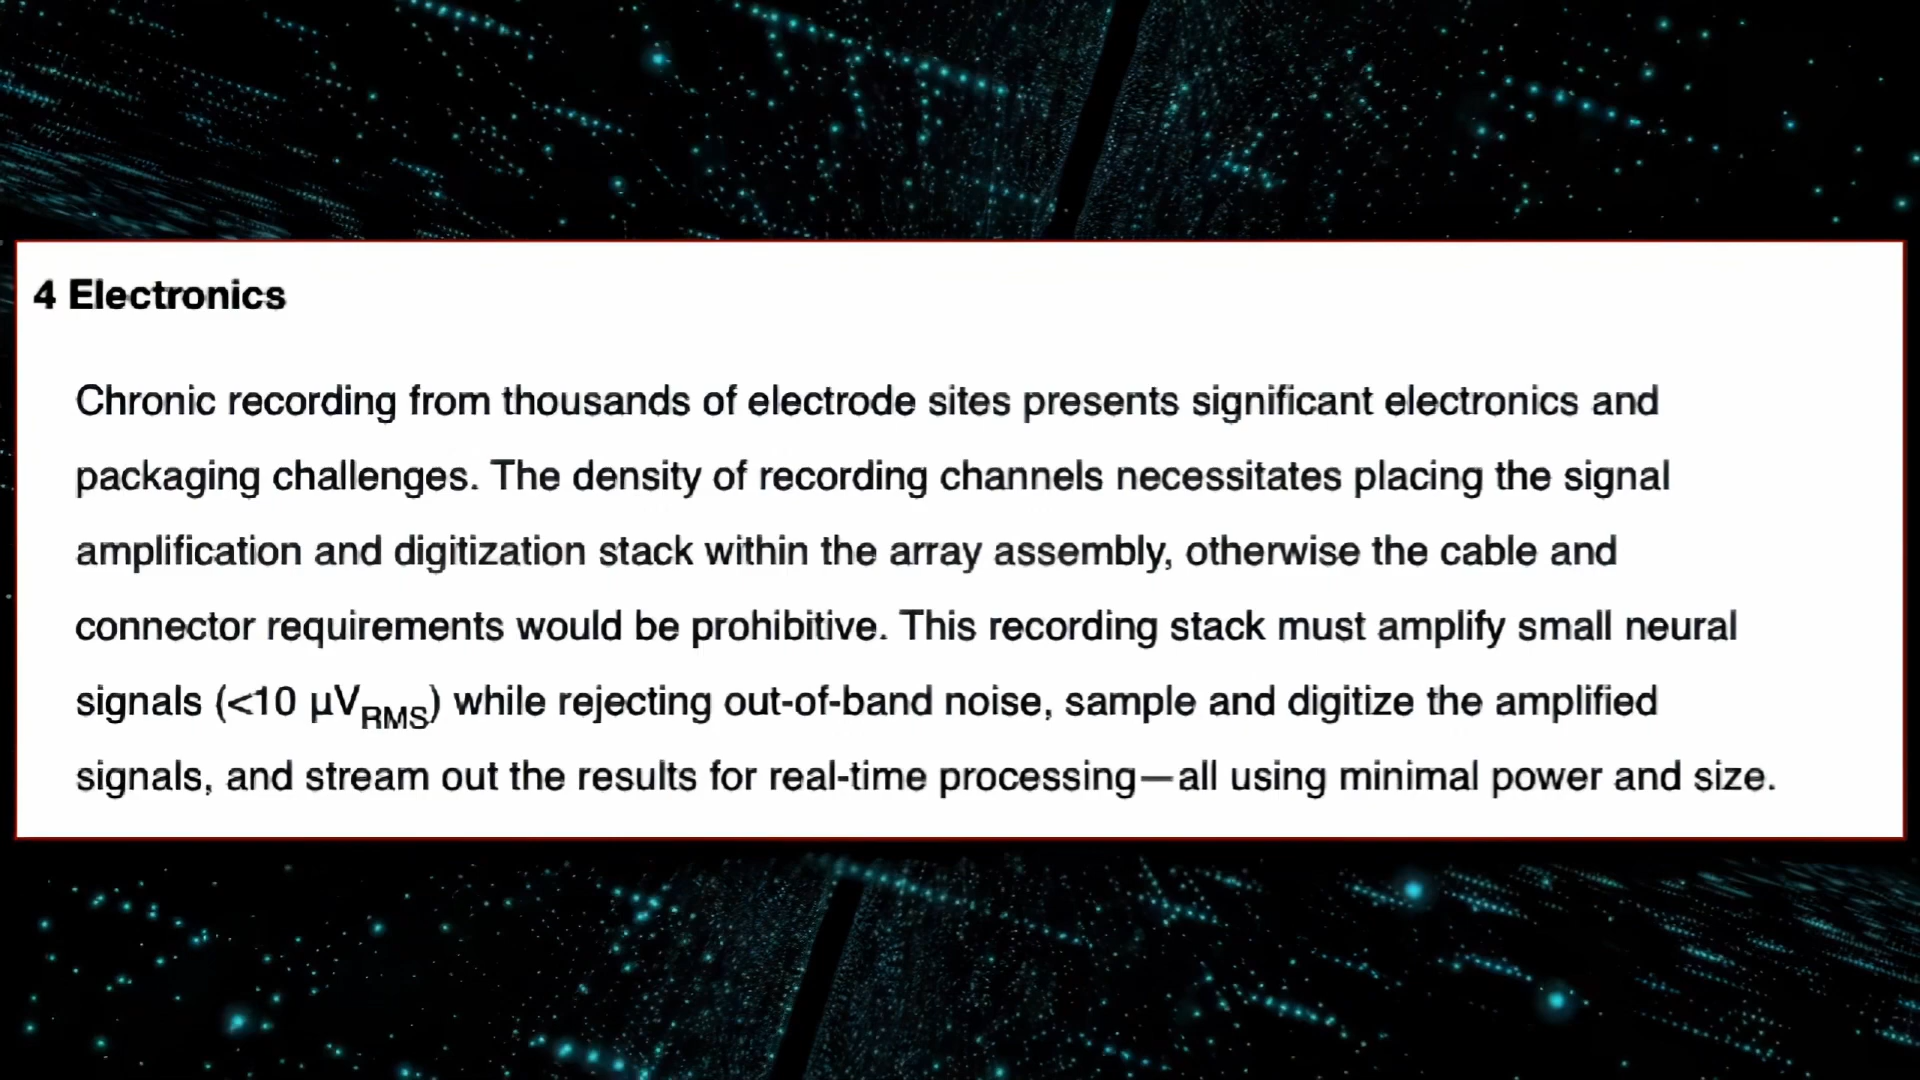 4 Electronics
Chronic recording from thousands of electrode sites presents significant electronics and
packaging challenges. The density of recording channels necessitates placing the signal
amplification and digitization stack within the array assembly, otherwise the cable and
connector requirements would be prohibitive. This recording stack must amplify small neural
signals (<10 µV_RMS) while rejecting out-of-band noise, sample and digitize the amplified
signals, and stream out the results for real-time processing—all using minimal power and size.